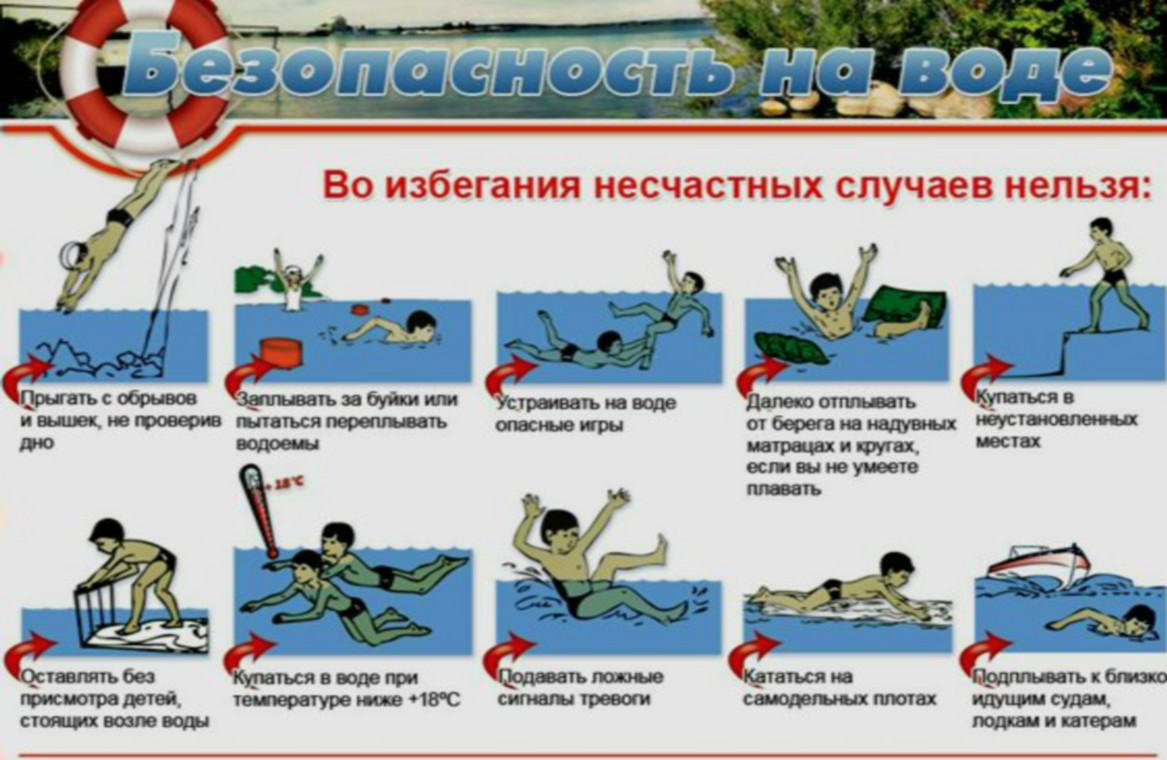 Безопасность на воде
Во избегания несчастных случаев нельзя:
Прыгать с обрывов
и вышек, не проверив
дно
Заплывать за буйки или
пытаться переплывать
водоемы
Устраивать на воде
опасные игры
Далеко отплывать
от берега на надувных
матрацах и кругах,
если вы не умеете
плавать
Купаться в
неустановленных
местах
+18°С
Оставлять без
присмотра детей,
стоящих возле воды
Купаться в воде при
температуре ниже +18ºС
Подавать ложные
сигналы тревоги
Кататься на
самодельных плотах
Подплывать к близко
идущим судам,
лодкам и катерам